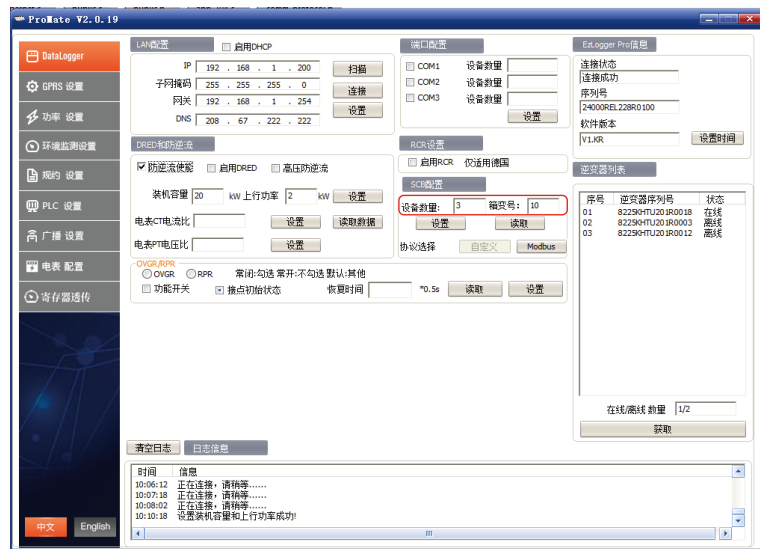 ProMate V2.0.19
DataLogger
GPRS 设置
功率 设置
环境监测设置
规约 设置
PLC 设置
广播 设置
电表 配置
寄存器透传
中文 English
LAN配置 启用DHCP
IP 192 . 168 . 1 . 200 扫描
子网掩码 255 . 255 . 255 . 0 连接
网关 192 . 168 . 1 . 254
设置
DNS 208 . 67 . 222 . 222
端口配置
COM1 设备数量
COM2 设备数量
COM3 设备数量
设置
EzLogger Pro信息
连接状态
连接成功
序列号
24000REL228R0100
软件版本
V1.KR 设置时间
DRED和防逆流
防逆流使能 启用DRED 高压防逆流
装机容量 20 kW 上行功率 2 kW 设置
电表CT电流比 设置 读取数据
电表PT电压比 设置
RCR设置
启用RCR 仅适用德国
SCB配置
设备数量: 3 箱变号: 10
设置 读取
协议选择 自定义 Modbus
OVGR/RPR
OVGR RPR 常闭:勾选 常开:不勾选 默认:其他
功能开关 接点初始状态 恢复时间 *0.5s 读取 设置
逆变器列表
序号 逆变器序列号 状态
01 8225KHTU201R0018 在线
02 8225KHTU201R0003 离线
03 8225KHTU201R0012 离线
在线/离线 数量 1/2
获取
清空日志 日志信息
时间 信息
10:06:12 正在连接，请稍等……
10:07:18 正在连接，请稍等……
10:08:02 正在连接，请稍等……
10:10:18 设置装机容量和上行功率成功!